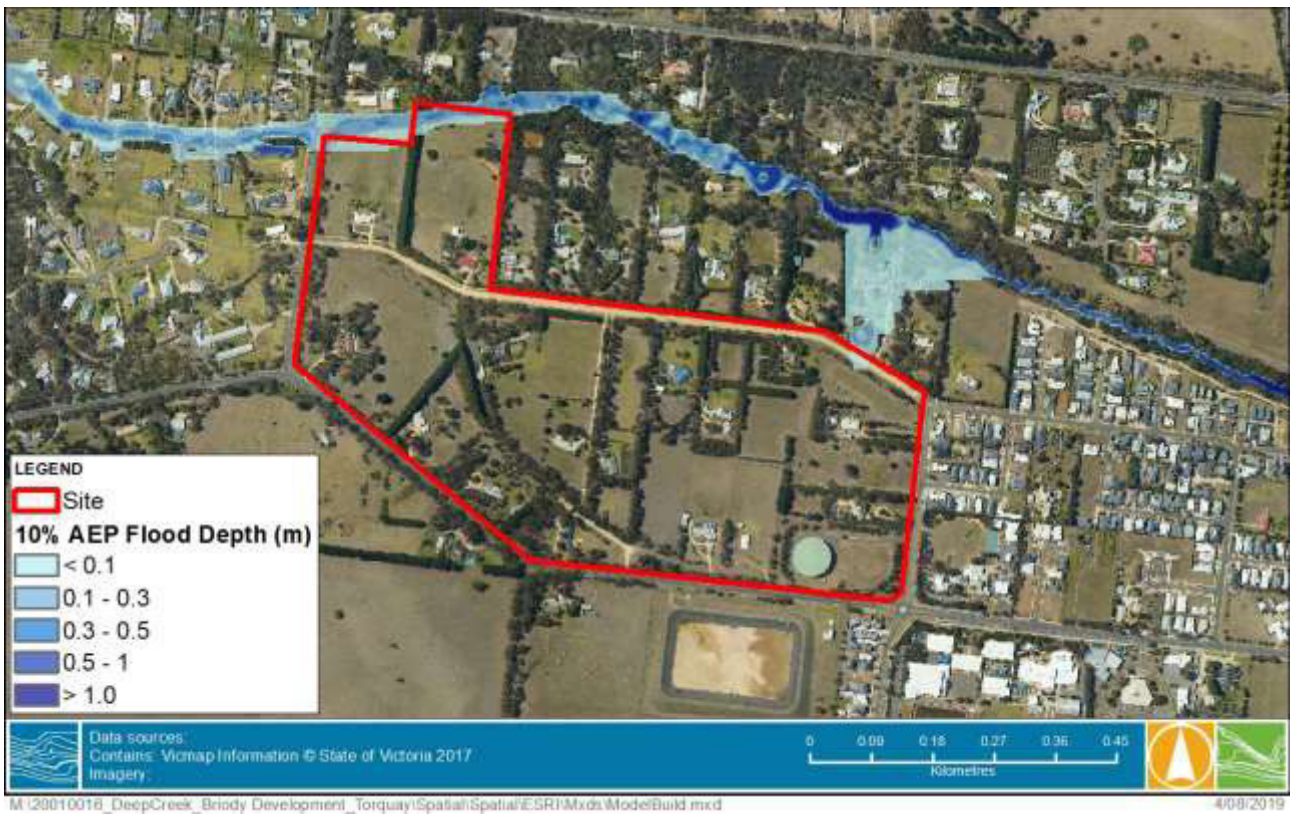 LEGEND
Site
10% AEP Flood Depth (m)
< 0.1
0.1 - 0.3
0.3 - 0.5
0.5 - 1
> 1.0
Data sources:
Contains: Vicmap Information © State of Victoria 2017
Imagery:
0 0.09 0.18 0.27 0.36 0.45
Kilometres
M:\20010016_DeepCreek_Briody Development_Torquay\Spatial\Spatial\ESRI\Mxds\ModelBuild.mxd
4/08/2019